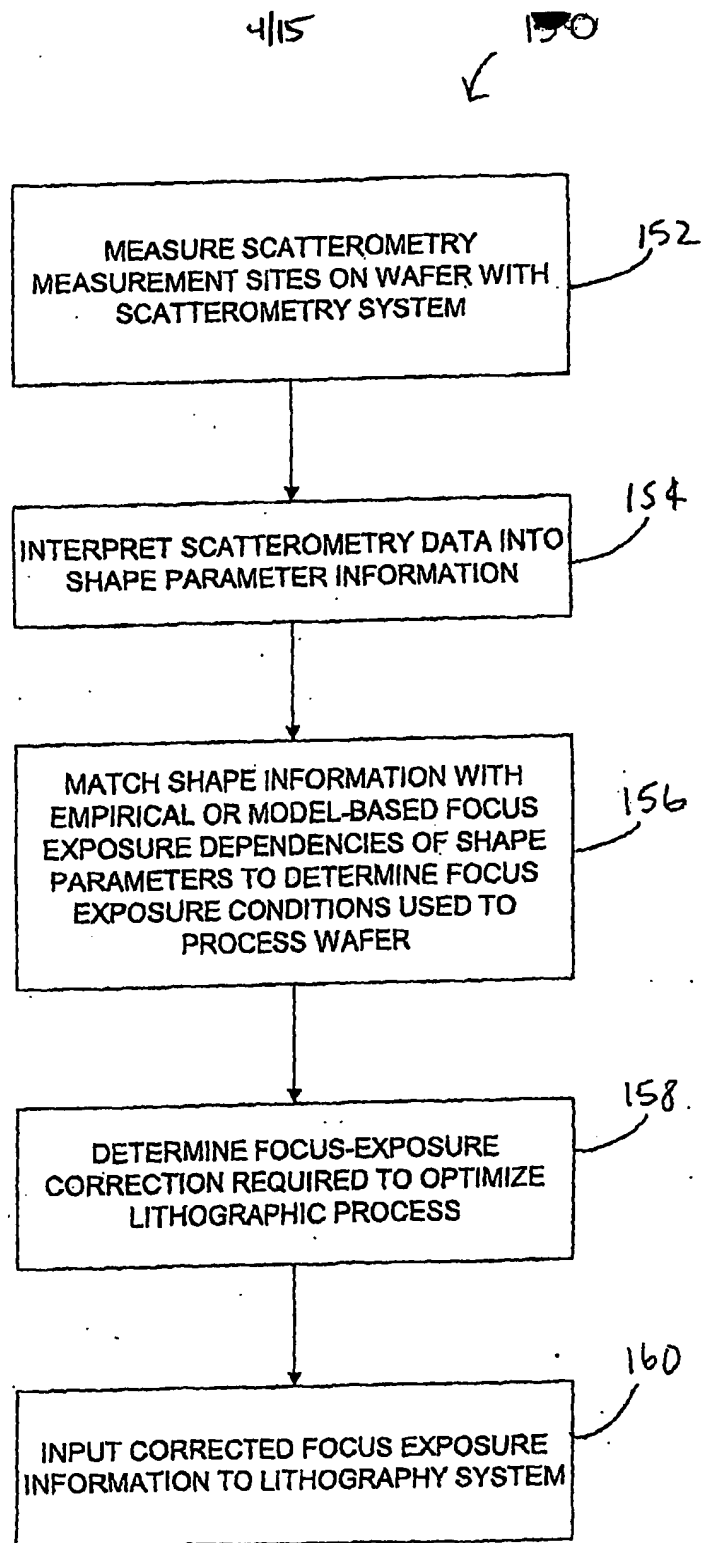 4/15
150
MEASURE SCATTEROMETRY
MEASUREMENT SITES ON WAFER WITH
SCATTEROMETRY SYSTEM
152
INTERPRET SCATTEROMETRY DATA INTO
SHAPE PARAMETER INFORMATION
154
MATCH SHAPE INFORMATION WITH
EMPIRICAL OR MODEL-BASED FOCUS
EXPOSURE DEPENDENCIES OF SHAPE
PARAMETERS TO DETERMINE FOCUS
EXPOSURE CONDITIONS USED TO
PROCESS WAFER
156
DETERMINE FOCUS-EXPOSURE
CORRECTION REQUIRED TO OPTIMIZE
LITHOGRAPHIC PROCESS
158
INPUT CORRECTED FOCUS EXPOSURE
INFORMATION TO LITHOGRAPHY SYSTEM
160